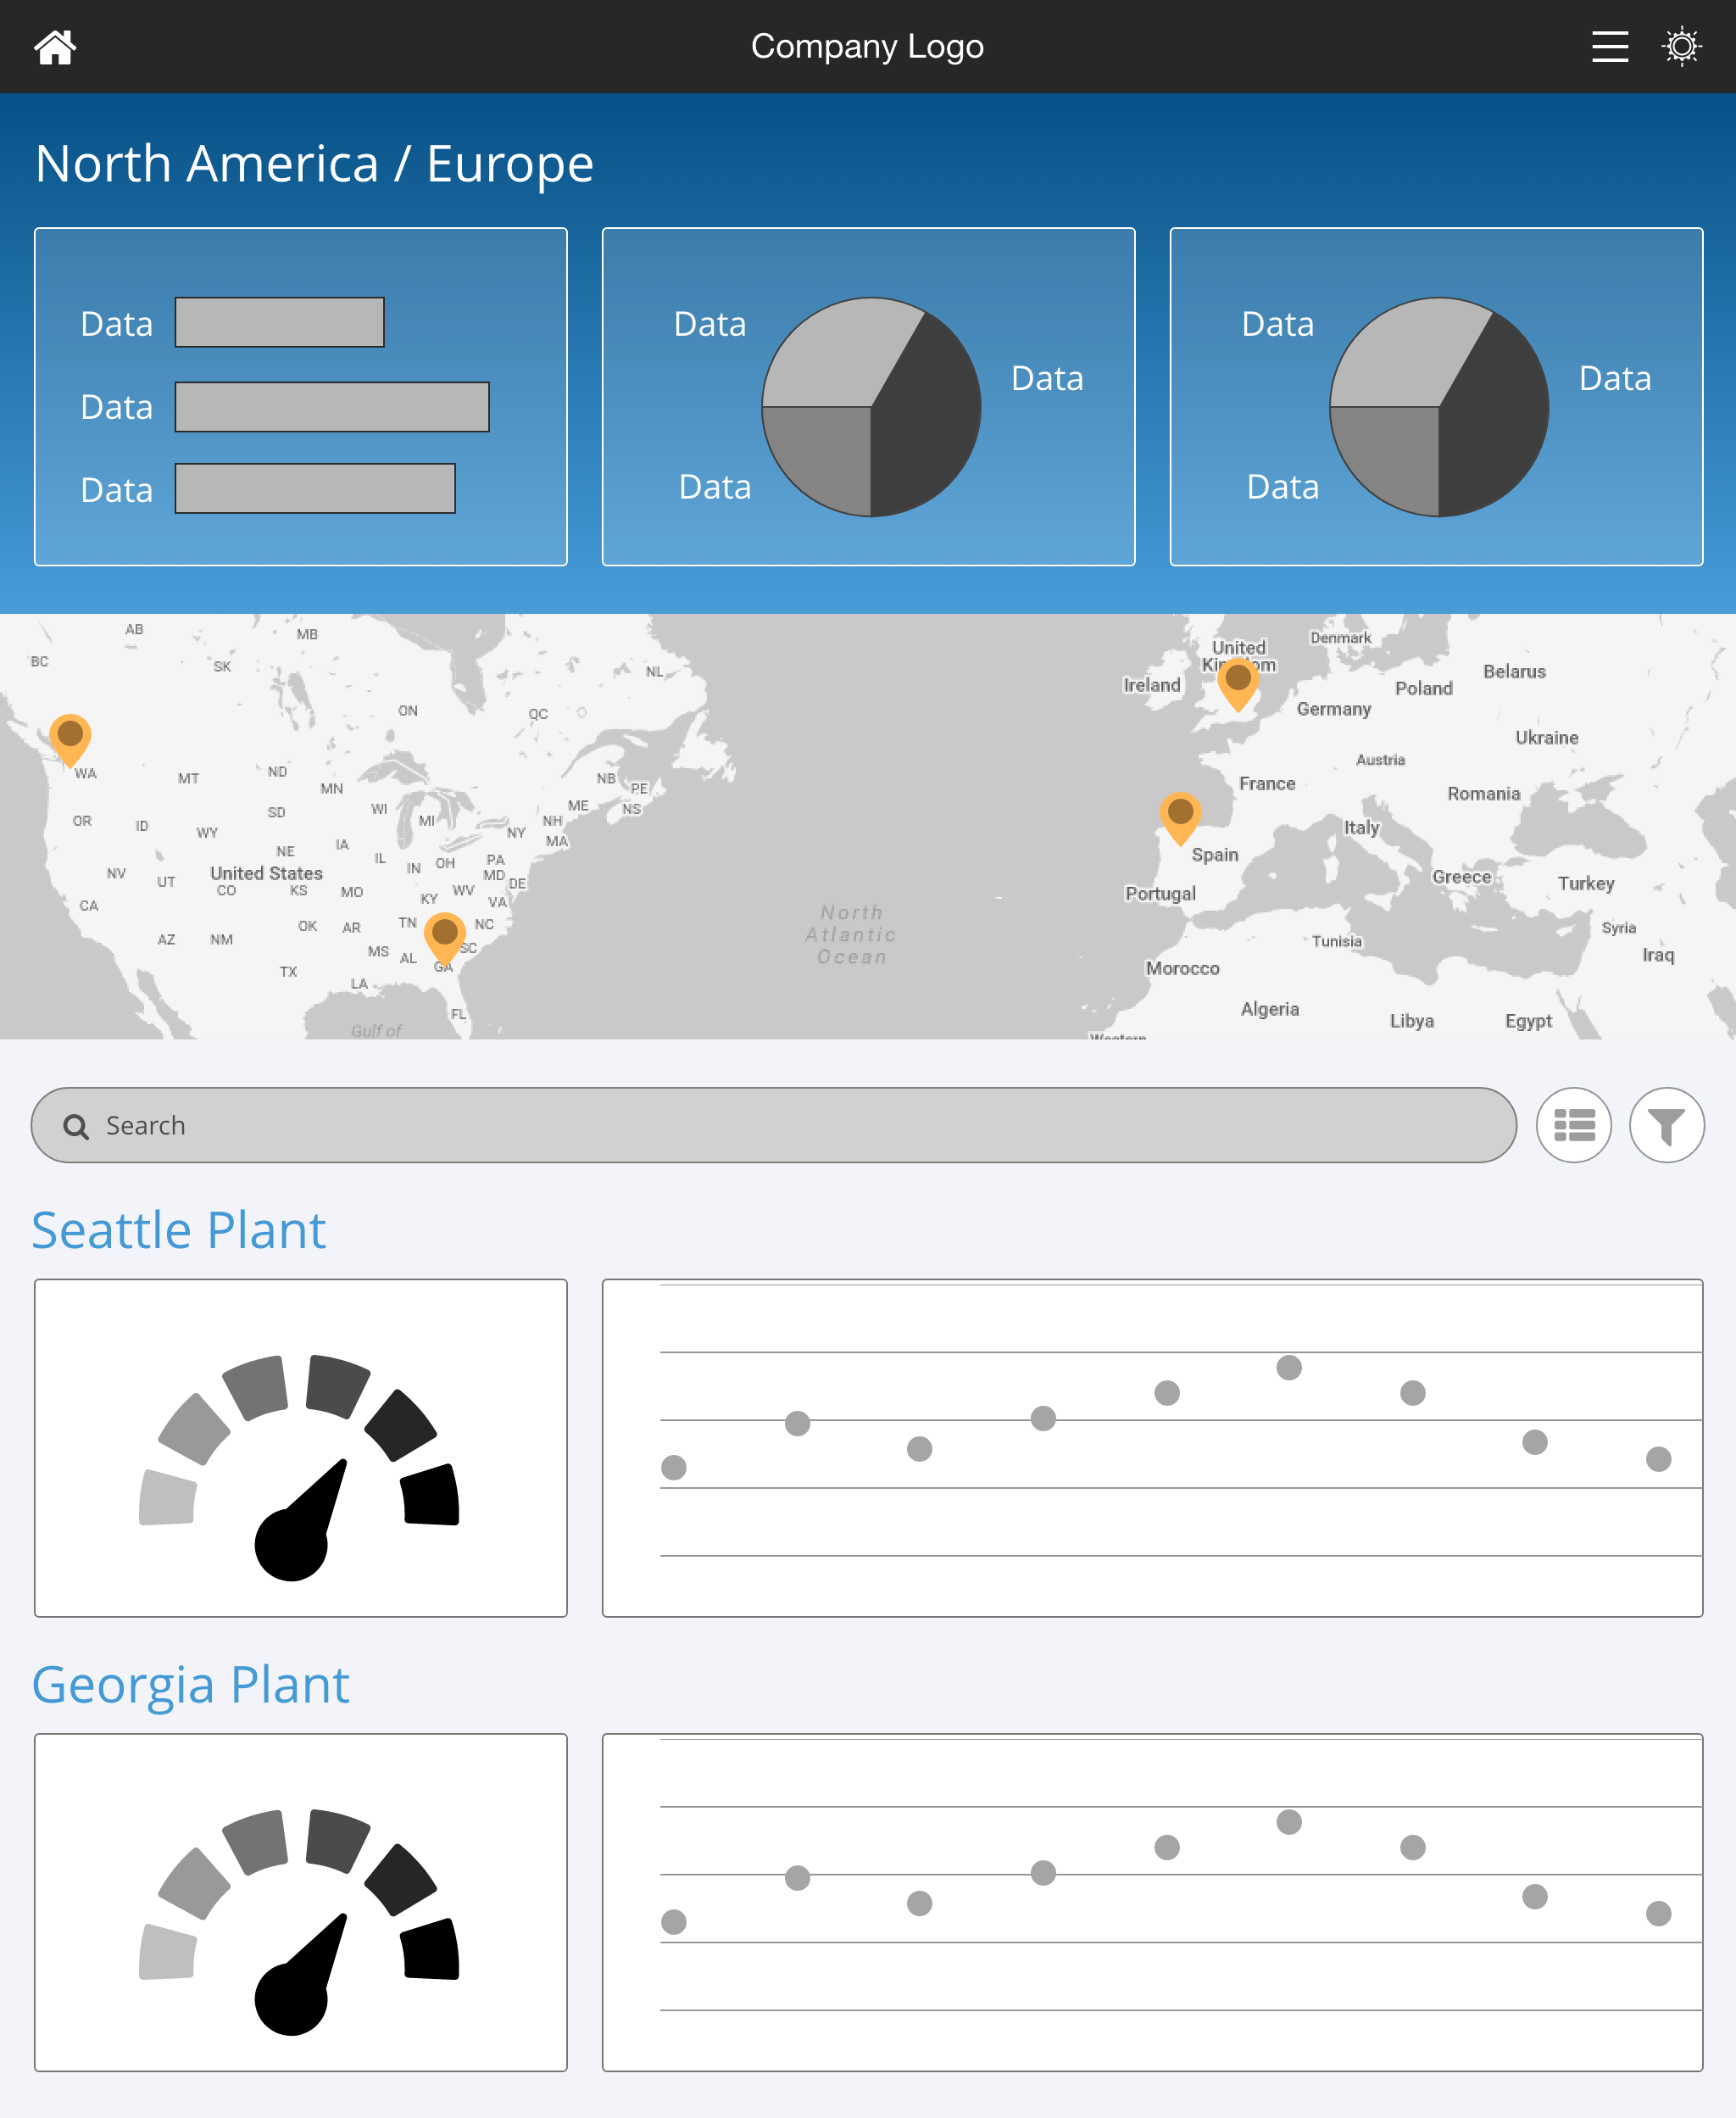 Company Logo
North America / Europe
Data
Data
Data
Data
Data
Data
Data
Data
Data
AB
MB
BC
SK
NL
ON
QC
WA
MT
ND
MN
NB
PE
OR
ID
WY
SD
WI
MI
ME
NS
NH
NY
MA
NE
IA
IL
IN
OH
PA
MD
DE
NV
UT
United States
CO
KS
MO
KY
WV
VA
CA
OK
AR
TN
NC
AZ
NM
MS
AL
SC
GA
TX
LA
FL
Gulf of
North
Atlantic
Ocean
United
Kingdom
Denmark
Ireland
Belarus
Poland
Germany
Ukraine
Austria
France
Romania
Italy
Spain
Greece
Turkey
Portugal
Syria
Tunisia
Iraq
Morocco
Algeria
Libya
Egypt
Western
Search
Seattle Plant
Georgia Plant